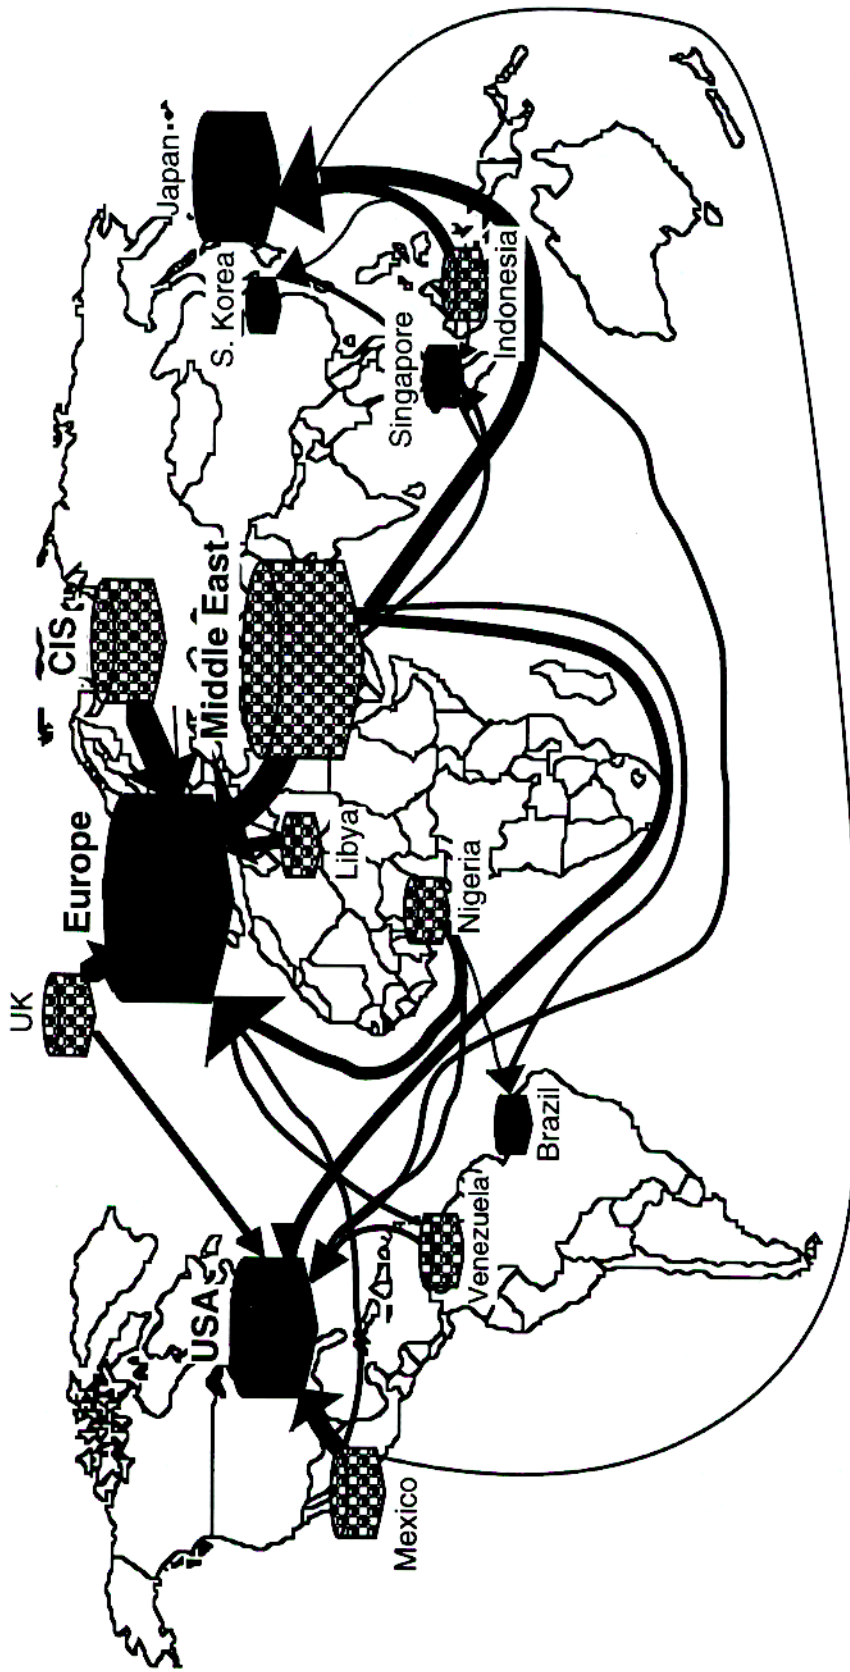 UK
Europe
CIS
Japan
S. Korea
USA
Middle East
Libya
Singapore
Indonesia
Nigeria
Mexico
Venezuela
Brazil